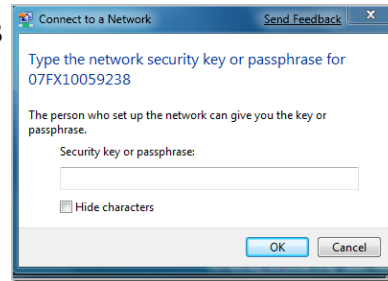 Connect to a Network Send Feedback X
Type the network security key or passphrase for
07FX10059238
The person who set up the network can give you the key or
passphrase.
Security key or passphrase:
Hide characters
OK Cancel